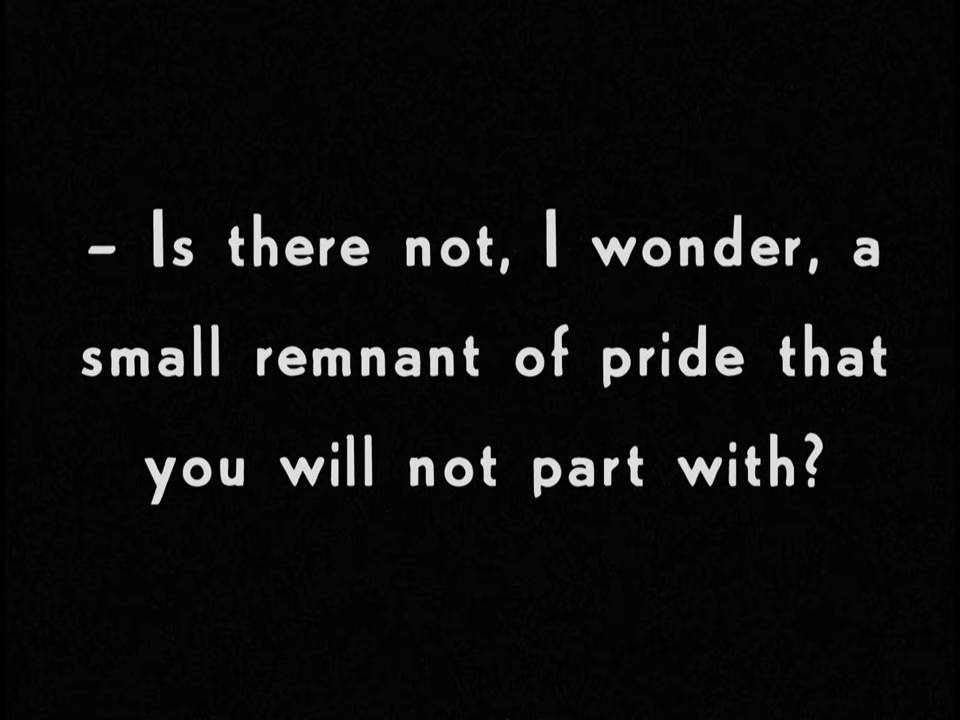 – Is there not, I wonder, a
small remnant of pride that
you will not part with?